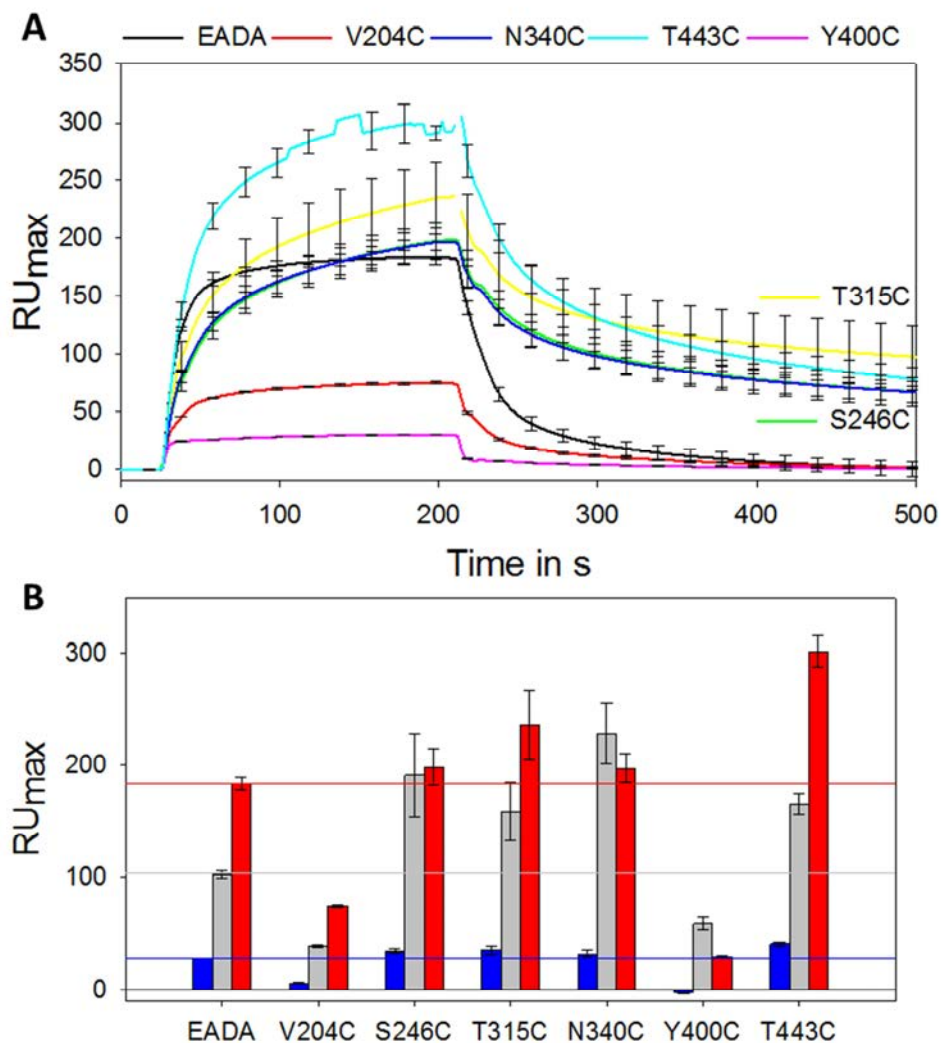 A
EADA V204C N340C T443C Y400C
350
300
250
200
150
100
50
0
RUmax
T315C
S246C
0 100 200 300 400 500
Time in s
B
300
200
100
0
RUmax
EADA V204C S246C T315C N340C Y400C T443C